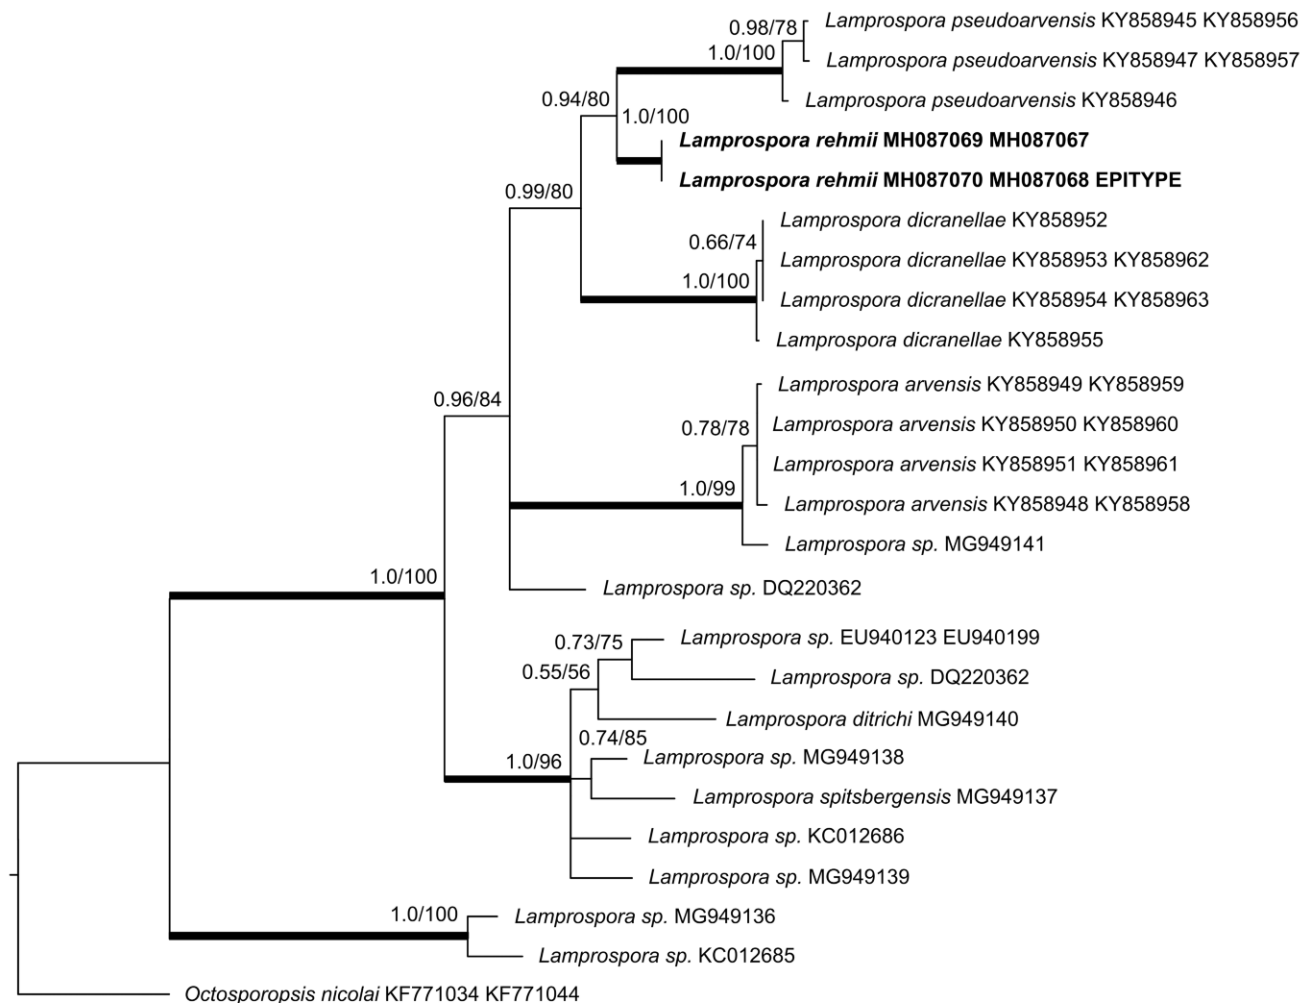 0.98/78
Lamprospora pseudoarvensis KY858945 KY858956
1.0/100
Lamprospora pseudoarvensis KY858947 KY858957
0.94/80
Lamprospora pseudoarvensis KY858946
1.0/100
Lamprospora rehmii MH087069 MH087067
0.99/80
Lamprospora rehmii MH087070 MH087068 EPITYPE
Lamprospora dicranellae KY858952
0.66/74
Lamprospora dicranellae KY858953 KY858962
1.0/100
Lamprospora dicranellae KY858954 KY858963
Lamprospora dicranellae KY858955
Lamprospora arvensis KY858949 KY858959
0.96/84
0.78/78
Lamprospora arvensis KY858950 KY858960
Lamprospora arvensis KY858951 KY858961
1.0/99
Lamprospora arvensis KY858948 KY858958
Lamprospora sp. MG949141
1.0/100
Lamprospora sp. DQ220362
0.73/75
Lamprospora sp. EU940123 EU940199
0.55/56
Lamprospora sp. DQ220362
Lamprospora ditrichi MG949140
0.74/85
1.0/96
Lamprospora sp. MG949138
Lamprospora spitsbergensis MG949137
Lamprospora sp. KC012686
Lamprospora sp. MG949139
1.0/100
Lamprospora sp. MG949136
Lamprospora sp. KC012685
Octosporopsis nicolai KF771034 KF771044